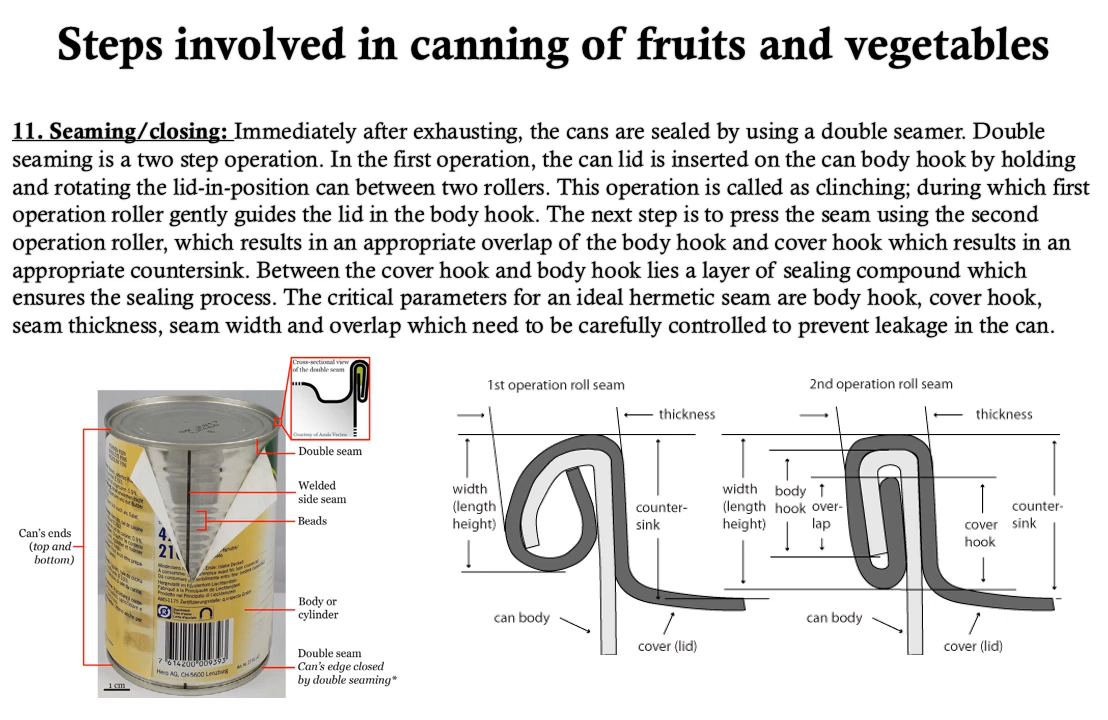 Steps involved in canning of fruits and vegetables
11. Seaming/closing: Immediately after exhausting, the cans are sealed by using a double seamer. Double
seaming is a two step operation. In the first operation, the can lid is inserted on the can body hook by holding
and rotating the lid-in-position can between two rollers. This operation is called as clinching; during which first
operation roller gently guides the lid in the body hook. The next step is to press the seam using the second
operation roller, which results in an appropriate overlap of the body hook and cover hook which results in an
appropriate countersink. Between the cover hook and body hook lies a layer of sealing compound which
ensures the sealing process. The critical parameters for an ideal hermetic seam are body hook, cover hook,
seam thickness, seam width and overlap which need to be carefully controlled to prevent leakage in the can.
Cross-sectional view
of the double seam
Double seam
Welded
side seam
Beads
Can's ends
(top and
bottom)
Body or
cylinder
7 614200 009393
Hero AG, CH-5600 Lenzburg
Double seam
Can's edge closed
by double seaming*
1 cm
1st operation roll seam
thickness
width
(length
height)
counter-
sink
can body
cover (lid)
2nd operation roll seam
thickness
width
(length
height)
body
hook
over-
lap
cover
hook
counter-
sink
can body
cover (lid)